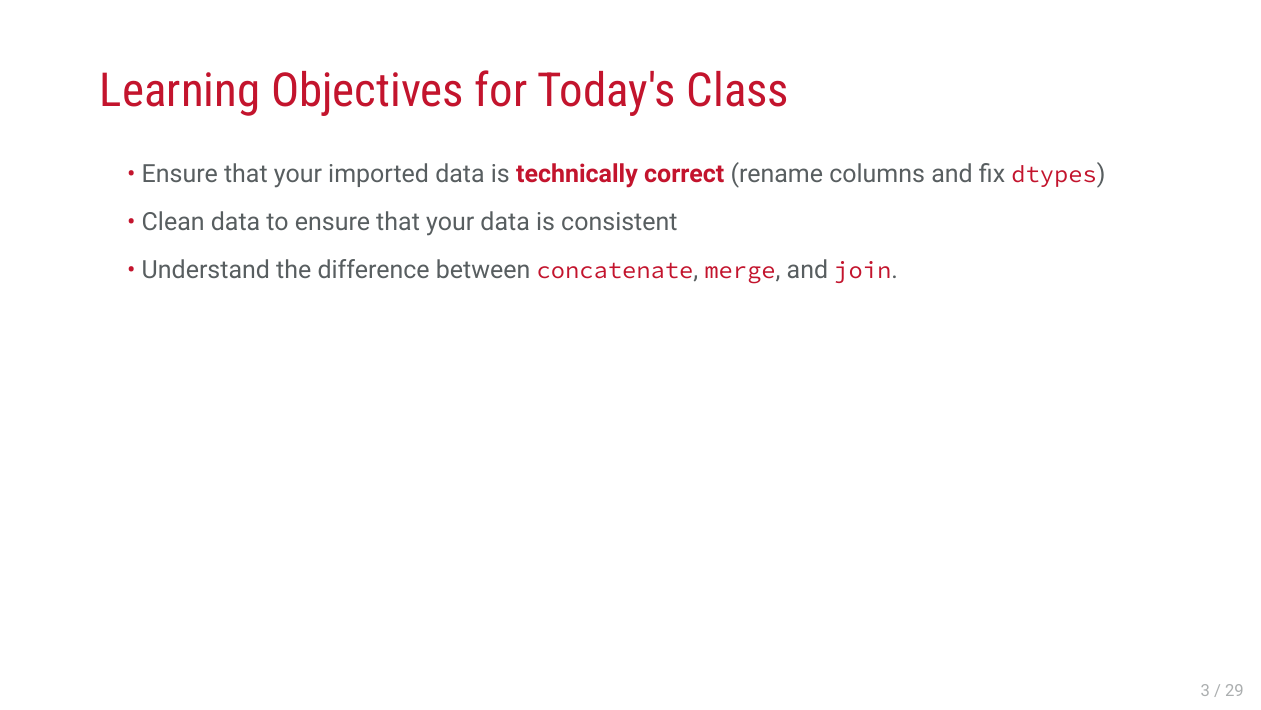 Learning Objectives for Today's Class
• Ensure that your imported data is technically correct (rename columns and fix dtypes)
• Clean data to ensure that your data is consistent
• Understand the difference between concatenate, merge, and join.
3 / 29